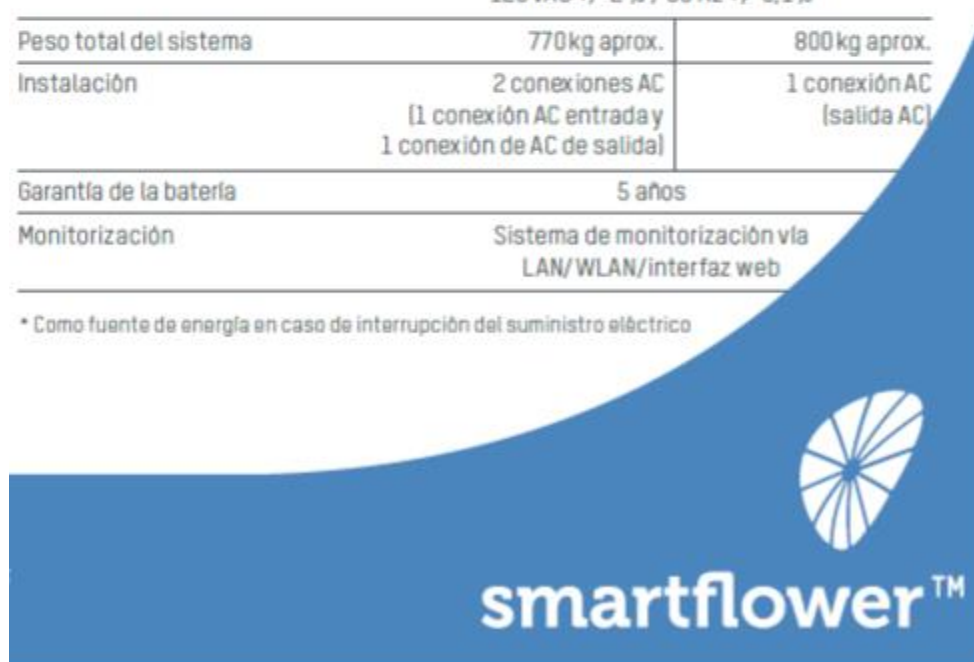 Peso total del sistema 770kg aprox. 800kg aprox.
Instalación 2 conexiones AC 1 conexión AC
(1 conexión AC entrada y (salida AC)
1 conexión de AC de salida)
Garantía de la batería 5 años
Monitorización Sistema de monitorización vía
LAN/WLAN/interfaz web
* Como fuente de energía en caso de interrupción del suministro eléctrico
smartflower™